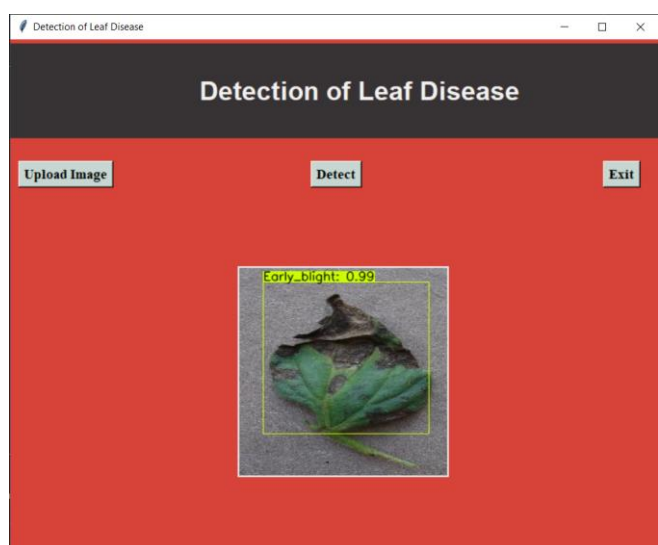 Detection of Leaf Disease
Detection of Leaf Disease
Upload Image
Detect
Exit
Early_blight: 0.99